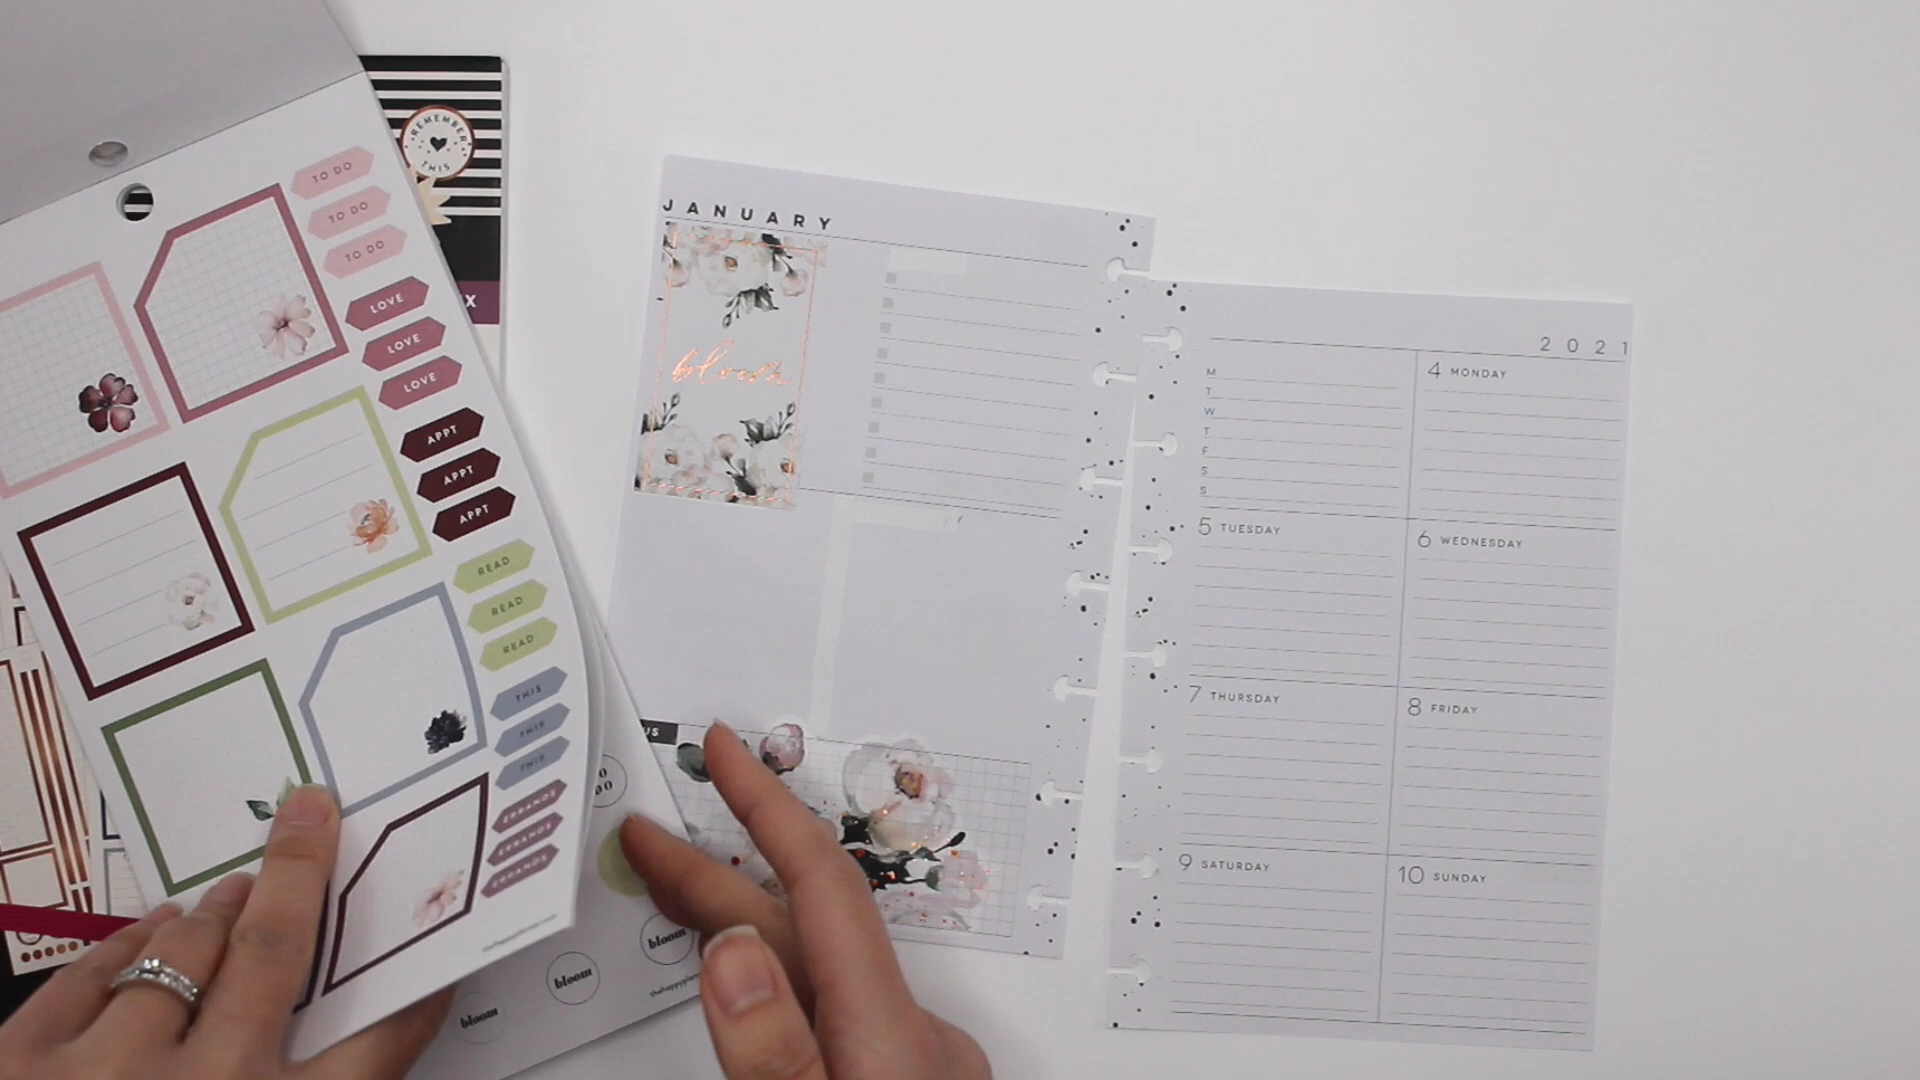 REMEMBER
THIS
X
TO DO
TO DO
TO DO
LOVE
LOVE
LOVE
APPT
APPT
APPT
READ
READ
READ
THIS
THIS
THIS
ERRANDS
ERRANDS
ERRANDS
bloom
bloom
bloom
JANUARY
bloom
US
2021
M
T
W
T
F
S
S
4 MONDAY
5 TUESDAY
6 WEDNESDAY
7 THURSDAY
8 FRIDAY
9 SATURDAY
10 SUNDAY